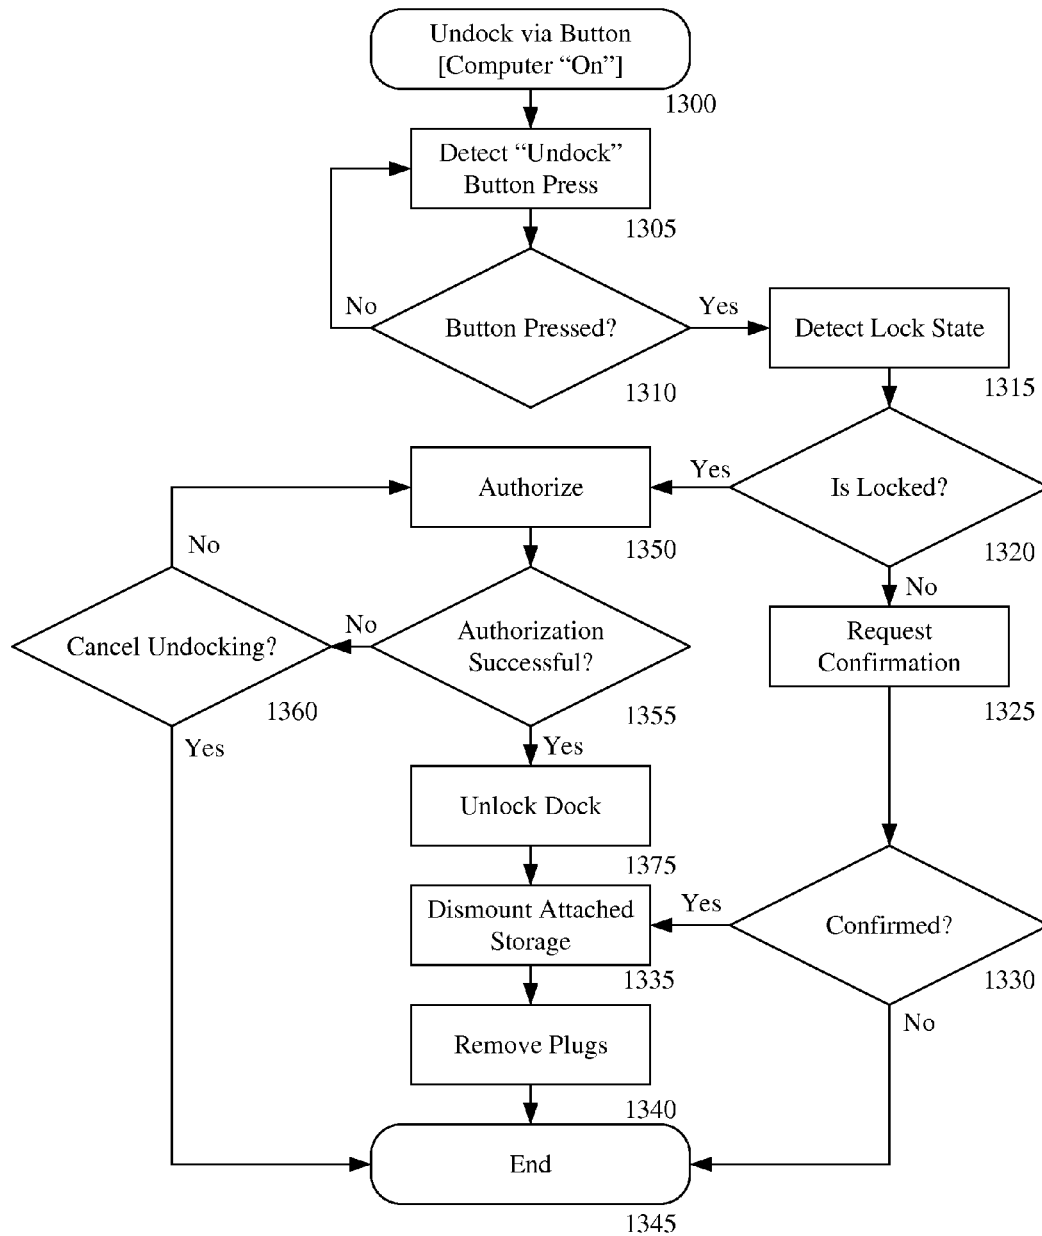 Undock via Button
[Computer “On”]
1300
Detect “Undock”
Button Press
1305
No
Button Pressed?
Yes
1310
Detect Lock State
1315
Is Locked?
Yes
1320
No
Authorize
1350
No
Cancel Undocking?
1360
Yes
No
Authorization
Successful?
1355
Yes
Request
Confirmation
1325
Unlock Dock
1375
Dismount Attached
Storage
1335
Yes
Confirmed?
1330
No
Remove Plugs
1340
End
1345